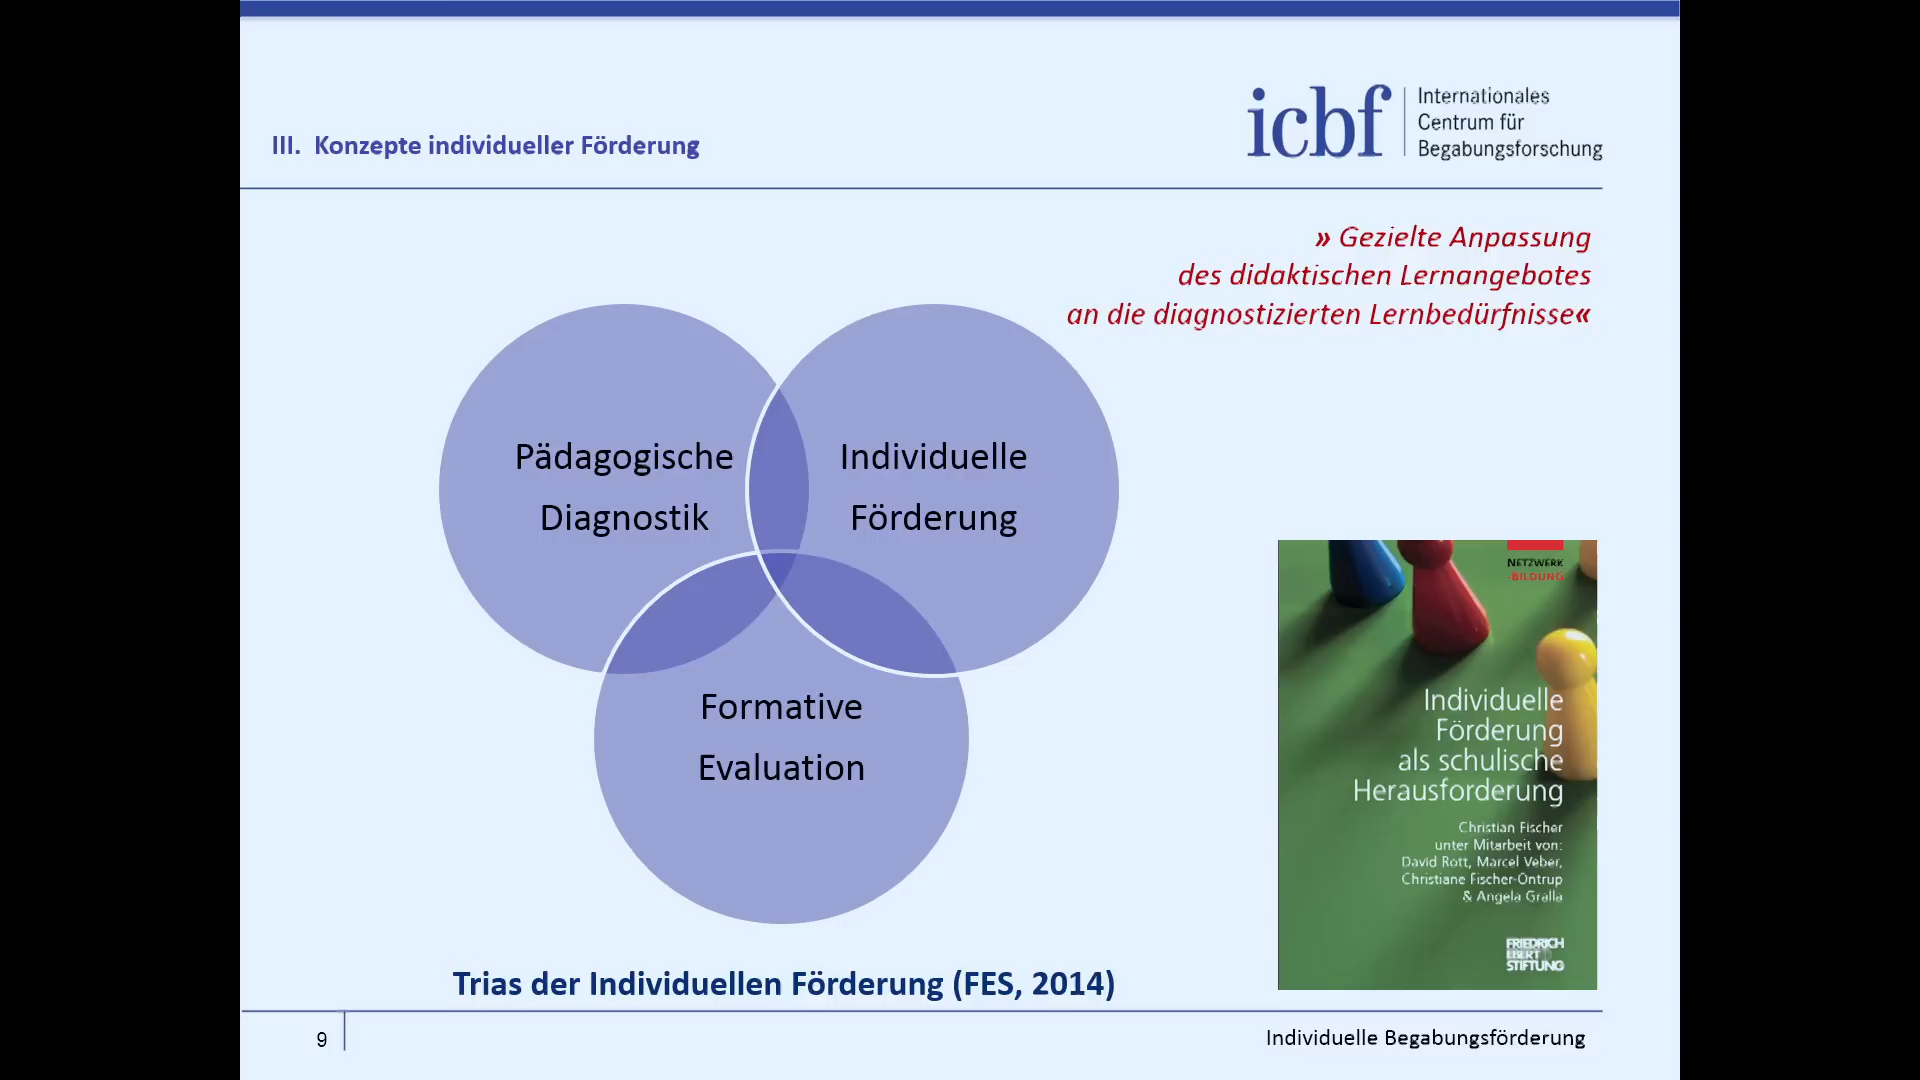 III. Konzepte individueller Förderung
icbf
Internationales
Centrum für
Begabungsforschung
» Gezielte Anpassung
des didaktischen Lernangebotes
an die diagnostizierten Lernbedürfnisse«
Pädagogische
Diagnostik
Individuelle
Förderung
Formative
Evaluation
NETZWERK
BILDUNG
Individuelle
Förderung
als schulische
Herausforderung
Christian Fischer
unter Mitarbeit von:
David Rott, Marcel Veber,
Christiane Fischer-Ontrup
& Angela Gralla
FRIEDRICH
EBERT
STIFTUNG
Trias der Individuellen Förderung (FES, 2014)
9
Individuelle Begabungsförderung